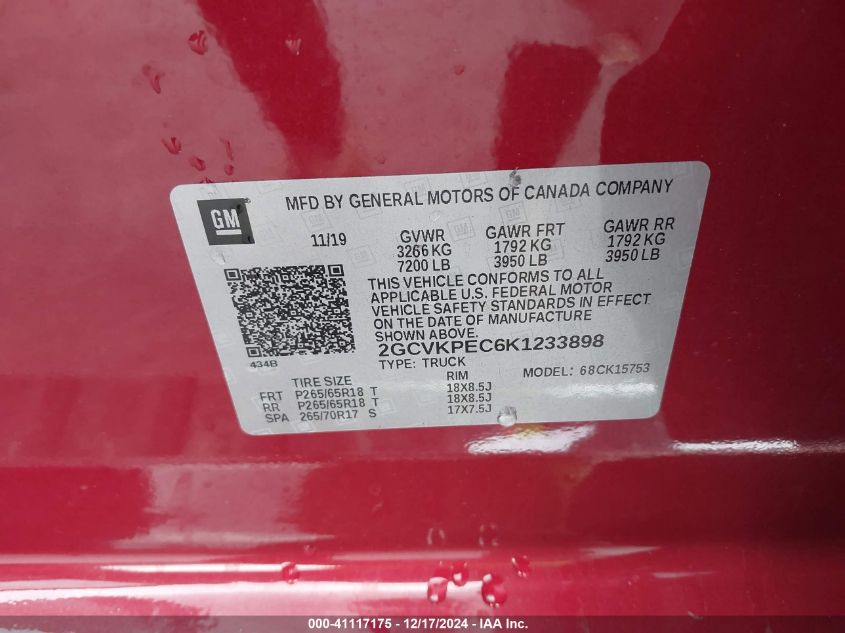 MFD BY GENERAL MOTORS OF CANADA COMPANY
GM
11/19 GVWR GAWR FRT GAWR RR
3266 KG 1792 KG 1792 KG
7200 LB 3950 LB 3950 LB
THIS VEHICLE CONFORMS TO ALL
APPLICABLE U.S. FEDERAL MOTOR
VEHICLE SAFETY STANDARDS IN EFFECT
ON THE DATE OF MANUFACTURE
SHOWN ABOVE.
2GCVKPEC6K1233898
434B
TYPE: TRUCK MODEL: 68CK15753
TIRE SIZE RIM
FRT P265/65R18 T 18X8.5J
RR P265/65R18 T 18X8.5J
SPA 265/70R17 S 17X7.5J
000-41117175 - 12/17/2024 - IAA Inc.